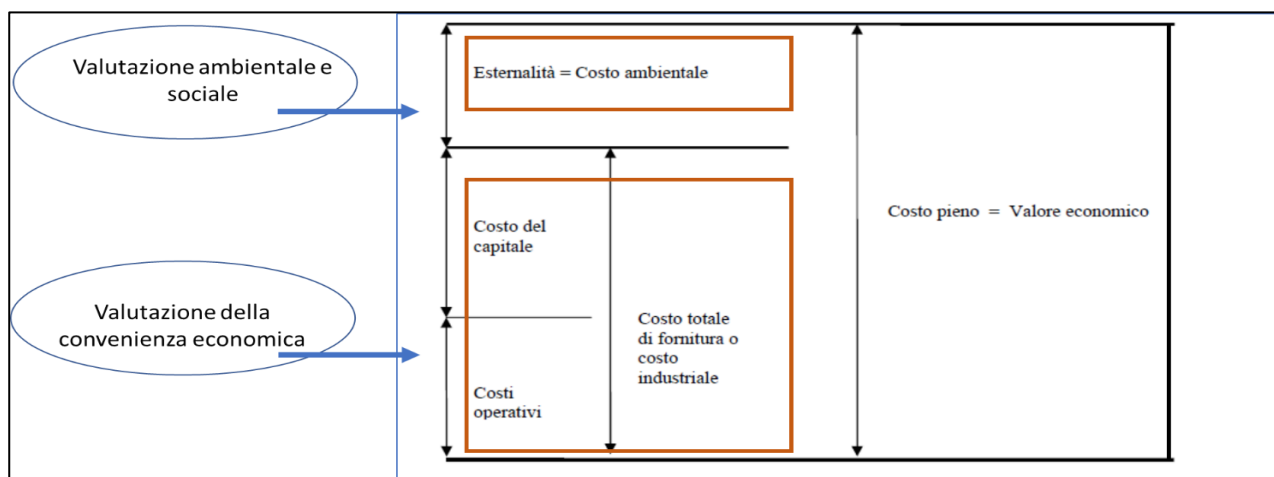 Valutazione ambientale e
sociale
Esternalità = Costo ambientale
Costo del
capitale
Costo pieno = Valore economico
Valutazione della
convenienza economica
Costo totale
di fornitura o
costo
industriale
Costi
operativi